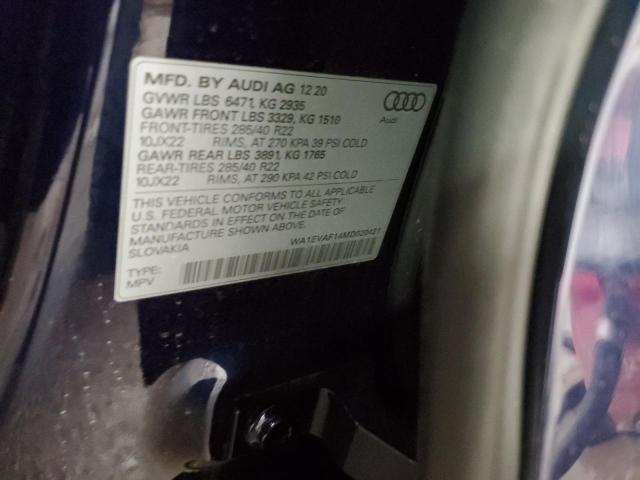 MFD. BY AUDI AG 12 20
GVWR LBS 6471, KG 2935
GAWR FRONT LBS 3329, KG 1510
FRONT-TIRES 285/40 R22
10JX22 RIMS, AT 270 KPA 39 PSI COLD
GAWR REAR LBS 3891, KG 1765
REAR-TIRES 285/40 R22
10JX22 RIMS, AT 290 KPA 42 PSI COLD
Audi
THIS VEHICLE CONFORMS TO ALL APPLICABLE
U.S. FEDERAL MOTOR VEHICLE SAFETY
STANDARDS IN EFFECT ON THE DATE OF
MANUFACTURE SHOWN ABOVE.
SLOVAKIA
WA1EVAF14MD020421
TYPE:
MPV